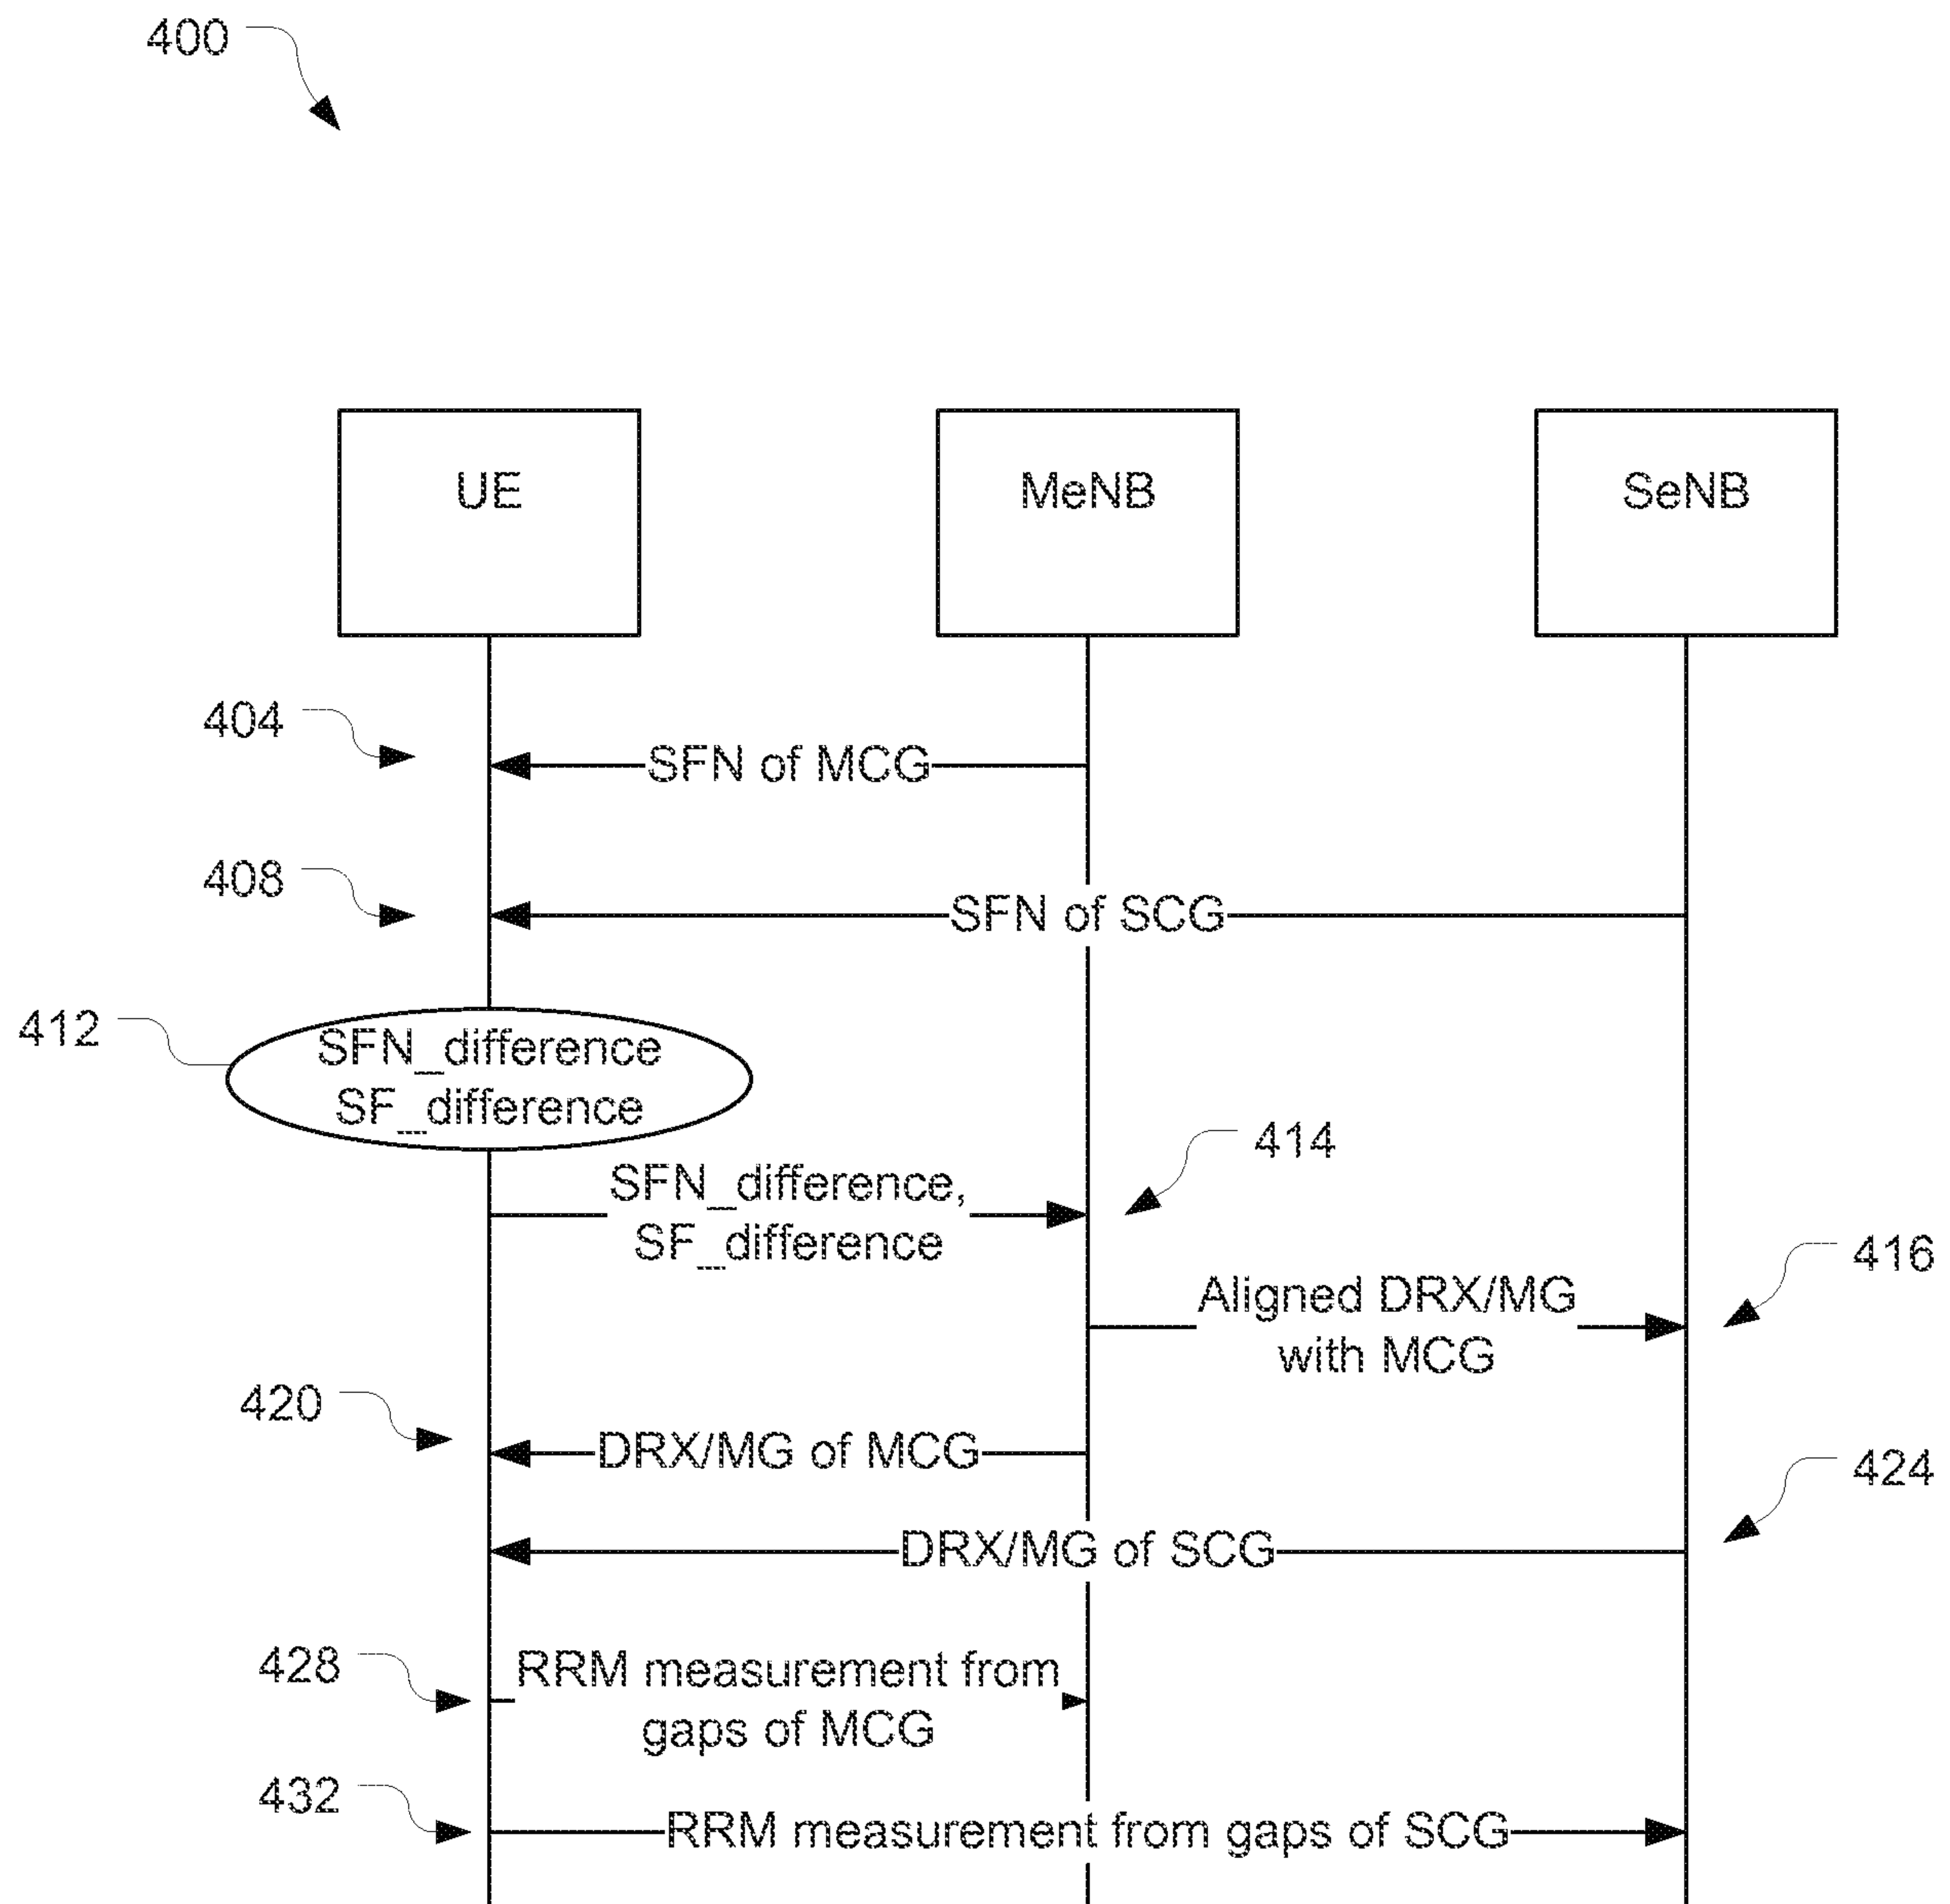 400
UE
MeNB
SeNB
404
SFN of MCG
408
SFN of SCG
412
SFN_difference
SF_difference
414
SFN_difference,
SF_difference
416
Aligned DRX/MG
with MCG
420
DRX/MG of MCG
424
DRX/MG of SCG
428
RRM measurement from
gaps of MCG
432
RRM measurement from gaps of SCG